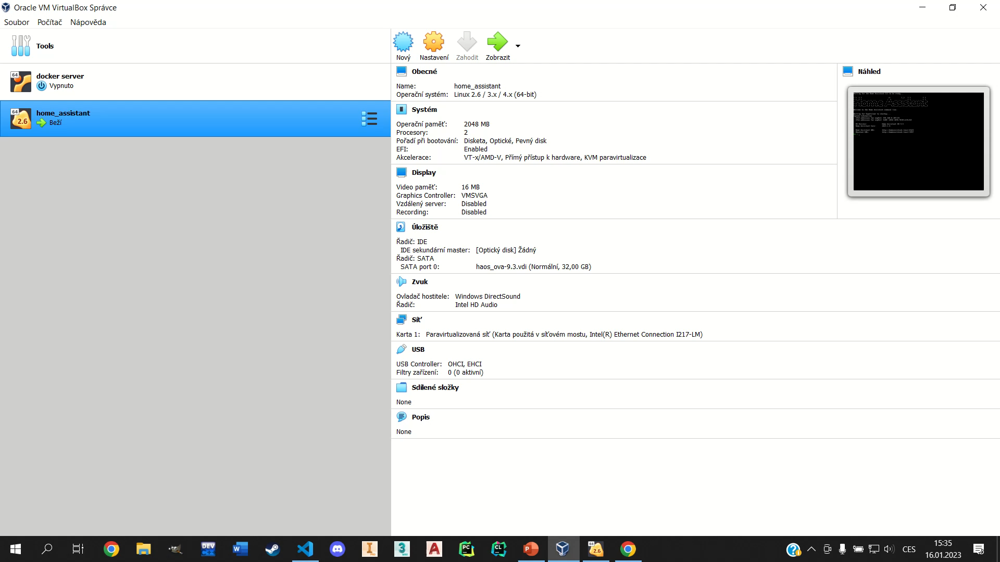 Oracle VM VirtualBox Správce
Soubor Počítač Nápověda
Tools
64
docker server
Vypnuto
64
2.6
home_assistant
Beží
Nový Nastavení Zahodit Zobrazit
Obecné
Name: home_assistant
Operační systém: Linux 2.6 / 3.x / 4.x (64-bit)
Systém
Operační paměť: 2048 MB
Procesory: 2
Pořadí při bootování: Disketa, Optické, Pevný disk
EFI: Enabled
Akcelerace: VT-x/AMD-V, Přímý přístup k hardware, KVM paravirtualizace
Display
Video paměť: 16 MB
Graphics Controller: VMSVGA
Vzdálený server: Disabled
Recording: Disabled
Úložiště
Řadič: IDE
IDE sekundární master: [Optický disk] Žádný
Řadič: SATA
SATA port 0: haos_ova-9.3.vdi (Normální, 32,00 GB)
Zvuk
Ovladač hostitele: Windows DirectSound
Řadič: Intel HD Audio
Síť
Karta 1: Paravirtualizovaná síť (Karta použitá v síťovém mostu, Intel(R) Ethernet Connection I217-LM)
USB
USB Controller: OHCI, EHCI
Filtry zařízení: 0 (0 aktivní)
Sdílené složky
None
Popis
None
Náhled
Home Assistant
DEV
W
I
PRO
3
MAX
A
PC
CL
P
64
2.6
CES
15:35
16.01.2023